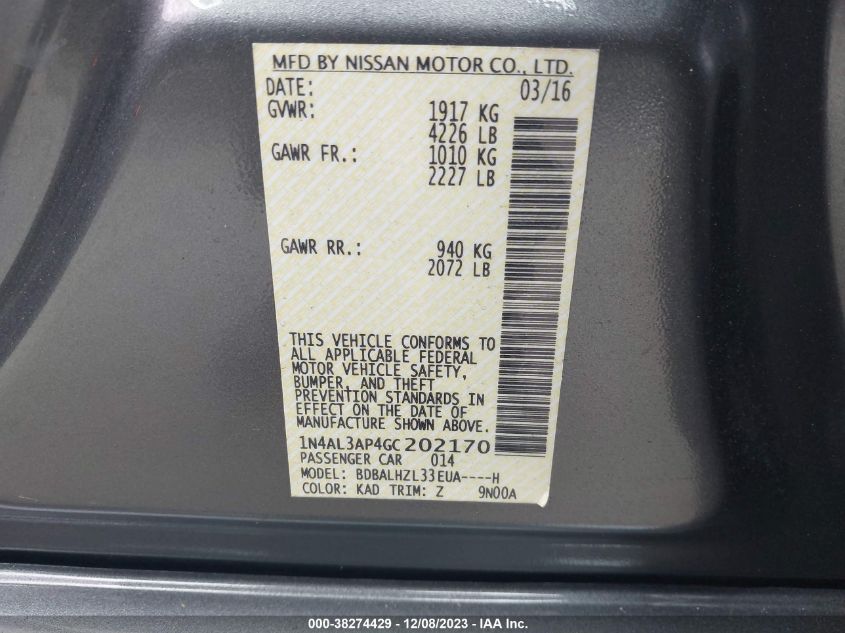 MFD BY NISSAN MOTOR CO., LTD.
DATE: 03/16
GVWR: 1917 KG
4226 LB
GAWR FR.: 1010 KG
2227 LB
GAWR RR.: 940 KG
2072 LB
THIS VEHICLE CONFORMS TO
ALL APPLICABLE FEDERAL
MOTOR VEHICLE SAFETY,
BUMPER, AND THEFT
PREVENTION STANDARDS IN
EFFECT ON THE DATE OF
MANUFACTURE SHOWN ABOVE.
1N4AL3AP4GC202170
PASSENGER CAR 014
MODEL: BDBALHZL33EUA----H
COLOR: KAD TRIM: Z 9N00A
000-38274429 - 12/08/2023 - IAA Inc.